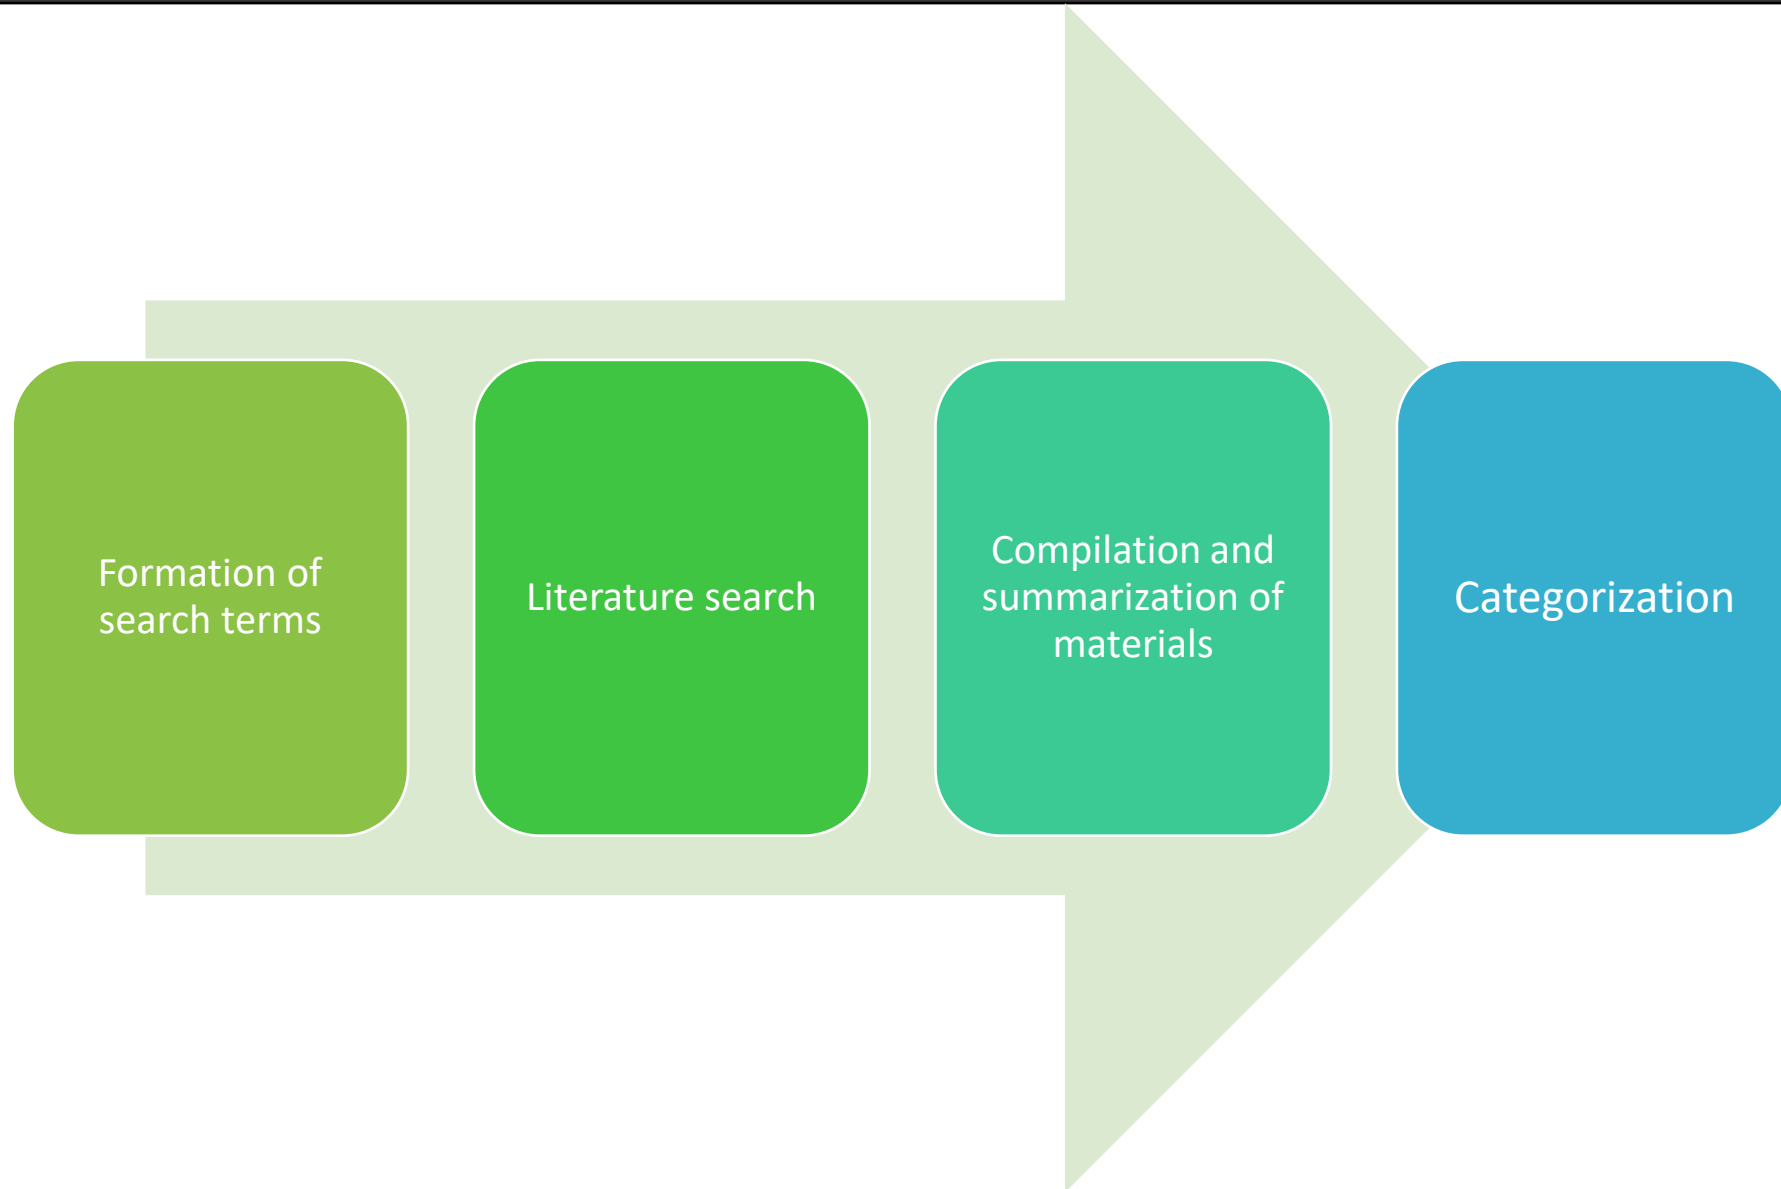 Formation of
search terms
Literature search
Compilation and
summarization of
materials
Categorization